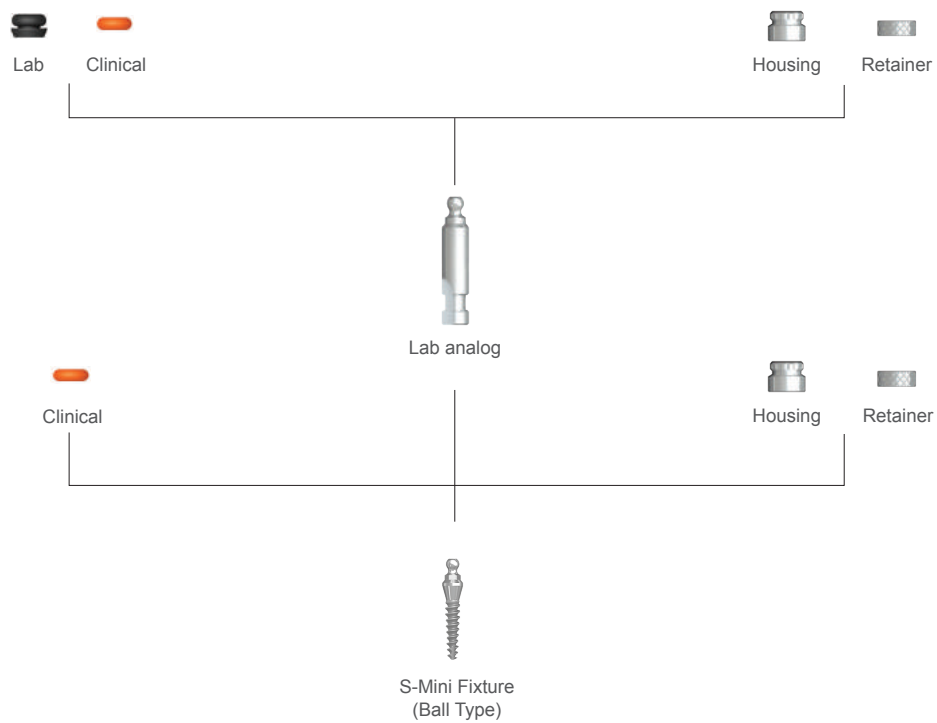 Lab
Clinical
Housing
Retainer
Lab analog
Clinical
Housing
Retainer
S-Mini Fixture
(Ball Type)